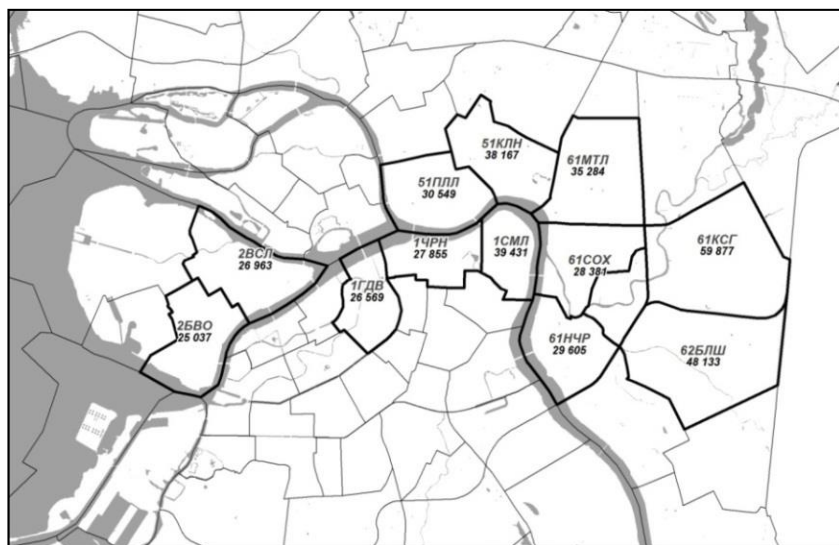 51КЛН
38 167
61МТЛ
35 284
51ПЛЛ
30 549
2ВСЛ
26 963
1ЧРН
27 855
1СМЛ
39 431
61КСГ
59 877
61СОХ
28 381
1ГДВ
26 569
2БВО
25 037
61НЧР
29 605
62БЛШ
48 133